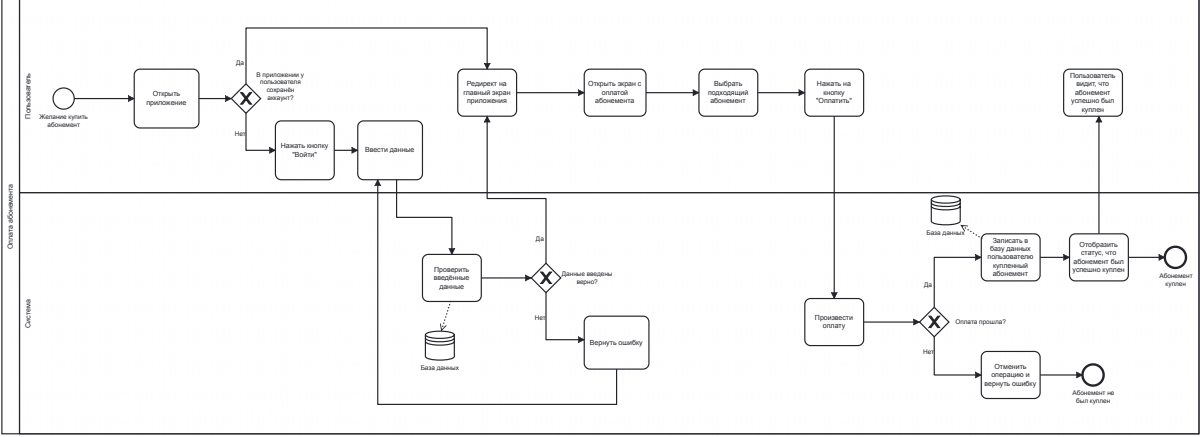 Оплата абонамента
Пользователь
Система
Желание купить
абонемент
Открыть
приложение
Да
В приложении у
пользователя
сохранён
аккаунт?
Нет
Нажать кнопку
"Войти"
Ввести данные
Редирект на
главный экран
приложения
Открыть экран с
оплатой
абонемента
Выбрать
подходящий
абонемент
Нажать на
кнопку
"Оплатить"
Пользователь
видит, что
абонемент
успешно был
куплен
Проверить
введённые
данные
База данных
Да
Данные введены
верно?
Нет
Вернуть ошибку
Произвести
оплату
Да
Оплата прошла?
Нет
База данных
Записать в
базу данных
пользователю
купленный
абонемент
Отобразить
статус, что
абонемент был
успешно куплен
Абонемент
куплен
Отменить
операцию и
вернуть ошибку
Абонемент не
был куплен